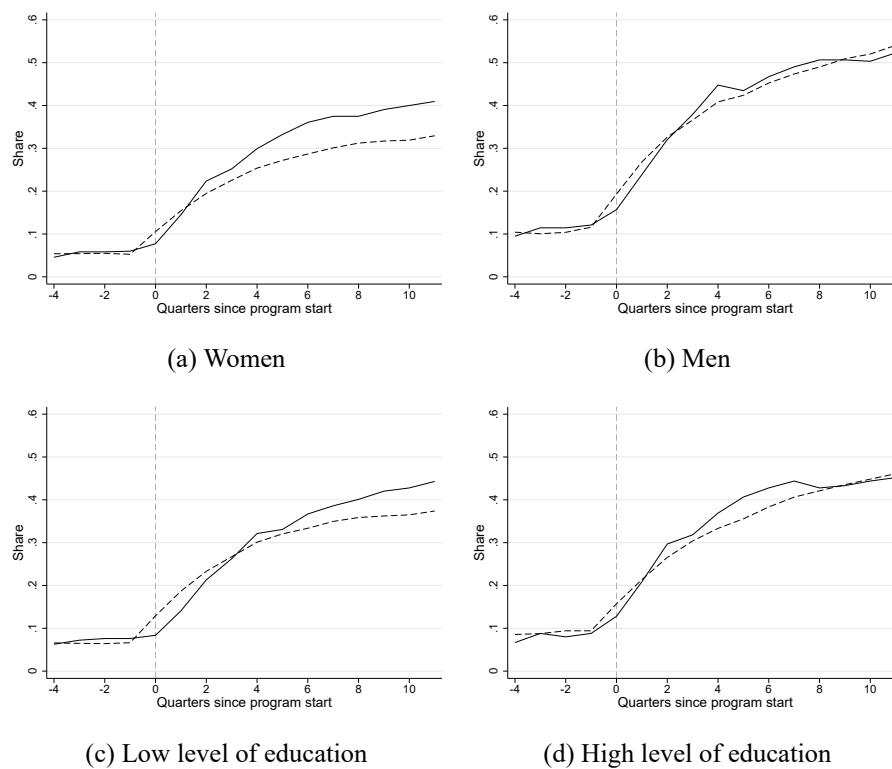 .6
.5
.4
.3
.2
.1
0
Share
-4 -2 0 2 4 6 8 10
Quarters since program start
(a) Women
.6
.5
.4
.3
.2
.1
0
Share
-4 -2 0 2 4 6 8 10
Quarters since program start
(b) Men
.6
.5
.4
.3
.2
.1
0
Share
-4 -2 0 2 4 6 8 10
Quarters since program start
(c) Low level of education
.6
.5
.4
.3
.2
.1
0
Share
-4 -2 0 2 4 6 8 10
Quarters since program start
(d) High level of education